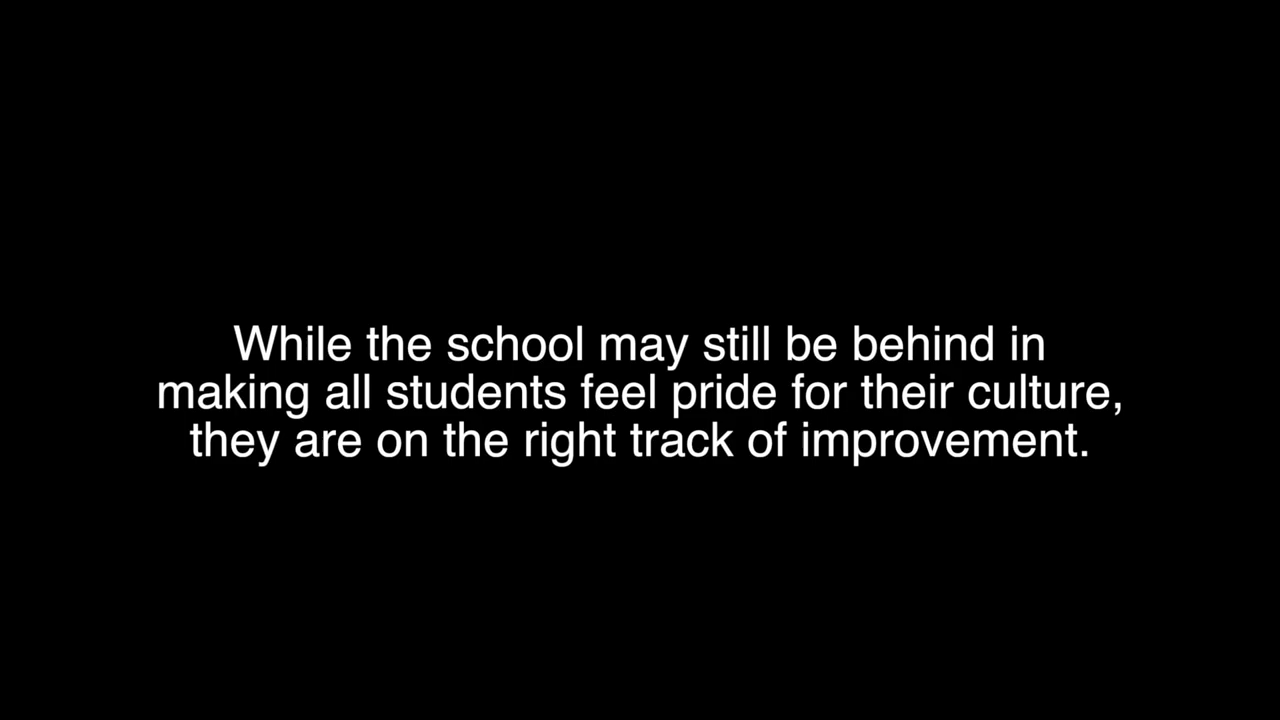 While the school may still be behind in
making all students feel pride for their culture,
they are on the right track of improvement.